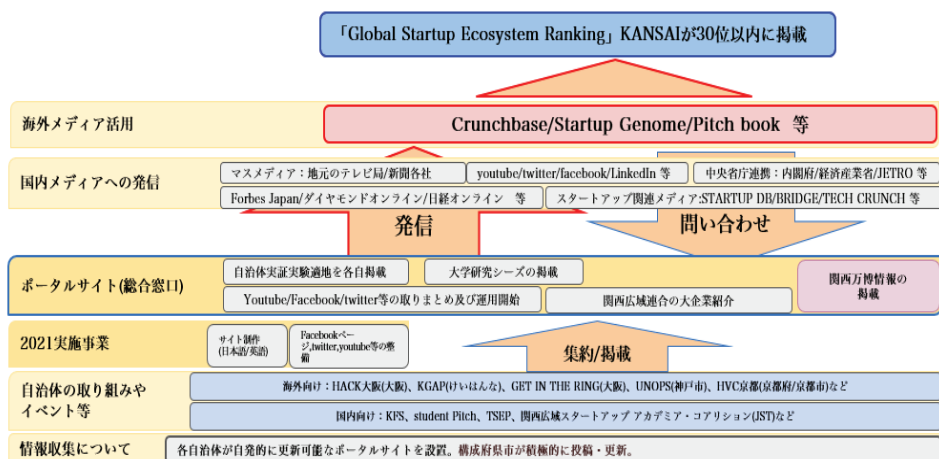 「Global Startup Ecosystem Ranking」KANSAIが30位以内に掲載
海外メディア活用
Crunchbase/Startup Genome/Pitch book 等
国内メディアへの発信
マスメディア：地元のテレビ局/新聞各社
youtube/twitter/facebook/LinkedIn 等
中央省庁連携：内閣府/経済産業省/JETRO 等
Forbes Japan/ダイヤモンドオンライン/日経オンライン 等
スタートアップ関連メディア:STARTUP DB/BRIDGE/TECH CRUNCH 等
発信
問い合わせ
ポータルサイト(総合窓口)
自治体実証実験適地を各自掲載
大学研究シーズの掲載
関西万博情報の
掲載
Youtube/Facebook/twitter等の取りまとめ及び運用開始
関西広域連合の大企業紹介
2021実施事業
サイト制作
(日本語/英語)
Facebookペー
ジ,twitter,youtube等の整
備
集約/掲載
自治体の取り組みや
イベント等
海外向け：HACK大阪(大阪)、KGAP(けいはんな)、GET IN THE RING(大阪)、UNOPS(神戸市)、HVC京都(京都府/京都市)など
国内向け：KFS、student Pitch、TSEP、関西広域スタートアップ アカデミア・コアリション(JST)など
情報収集について
各自治体が自発的に更新可能なポータルサイトを設置。構成府県市が積極的に投稿・更新。